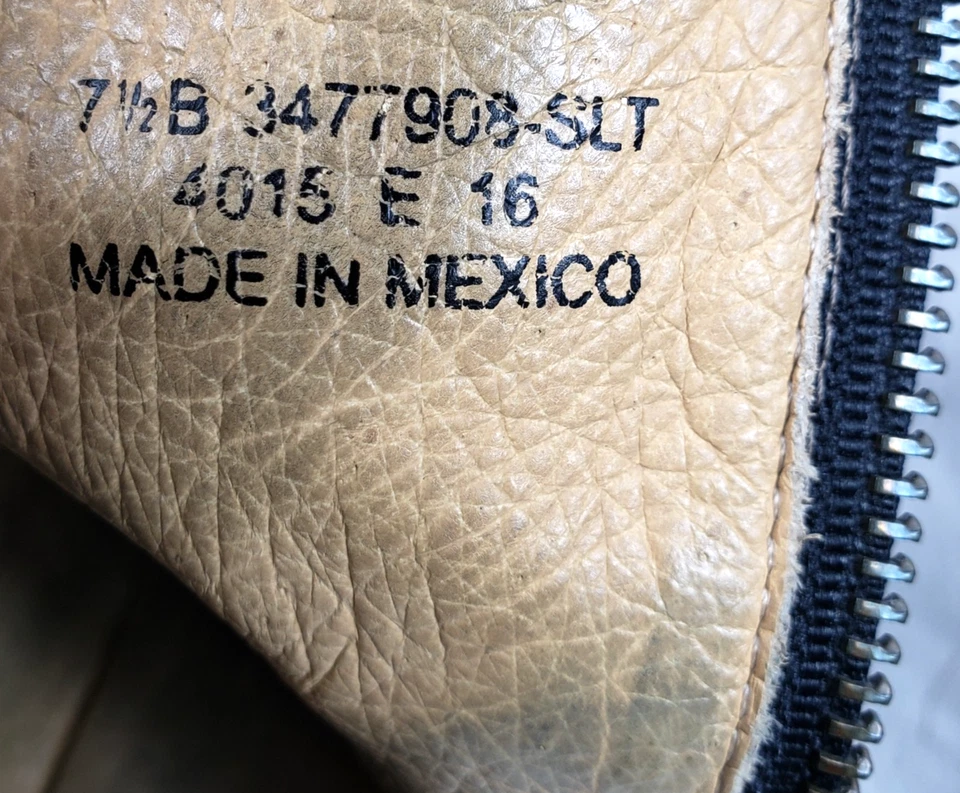 7½B 3477908-SLT
4015 E 16
MADE IN MEXICO